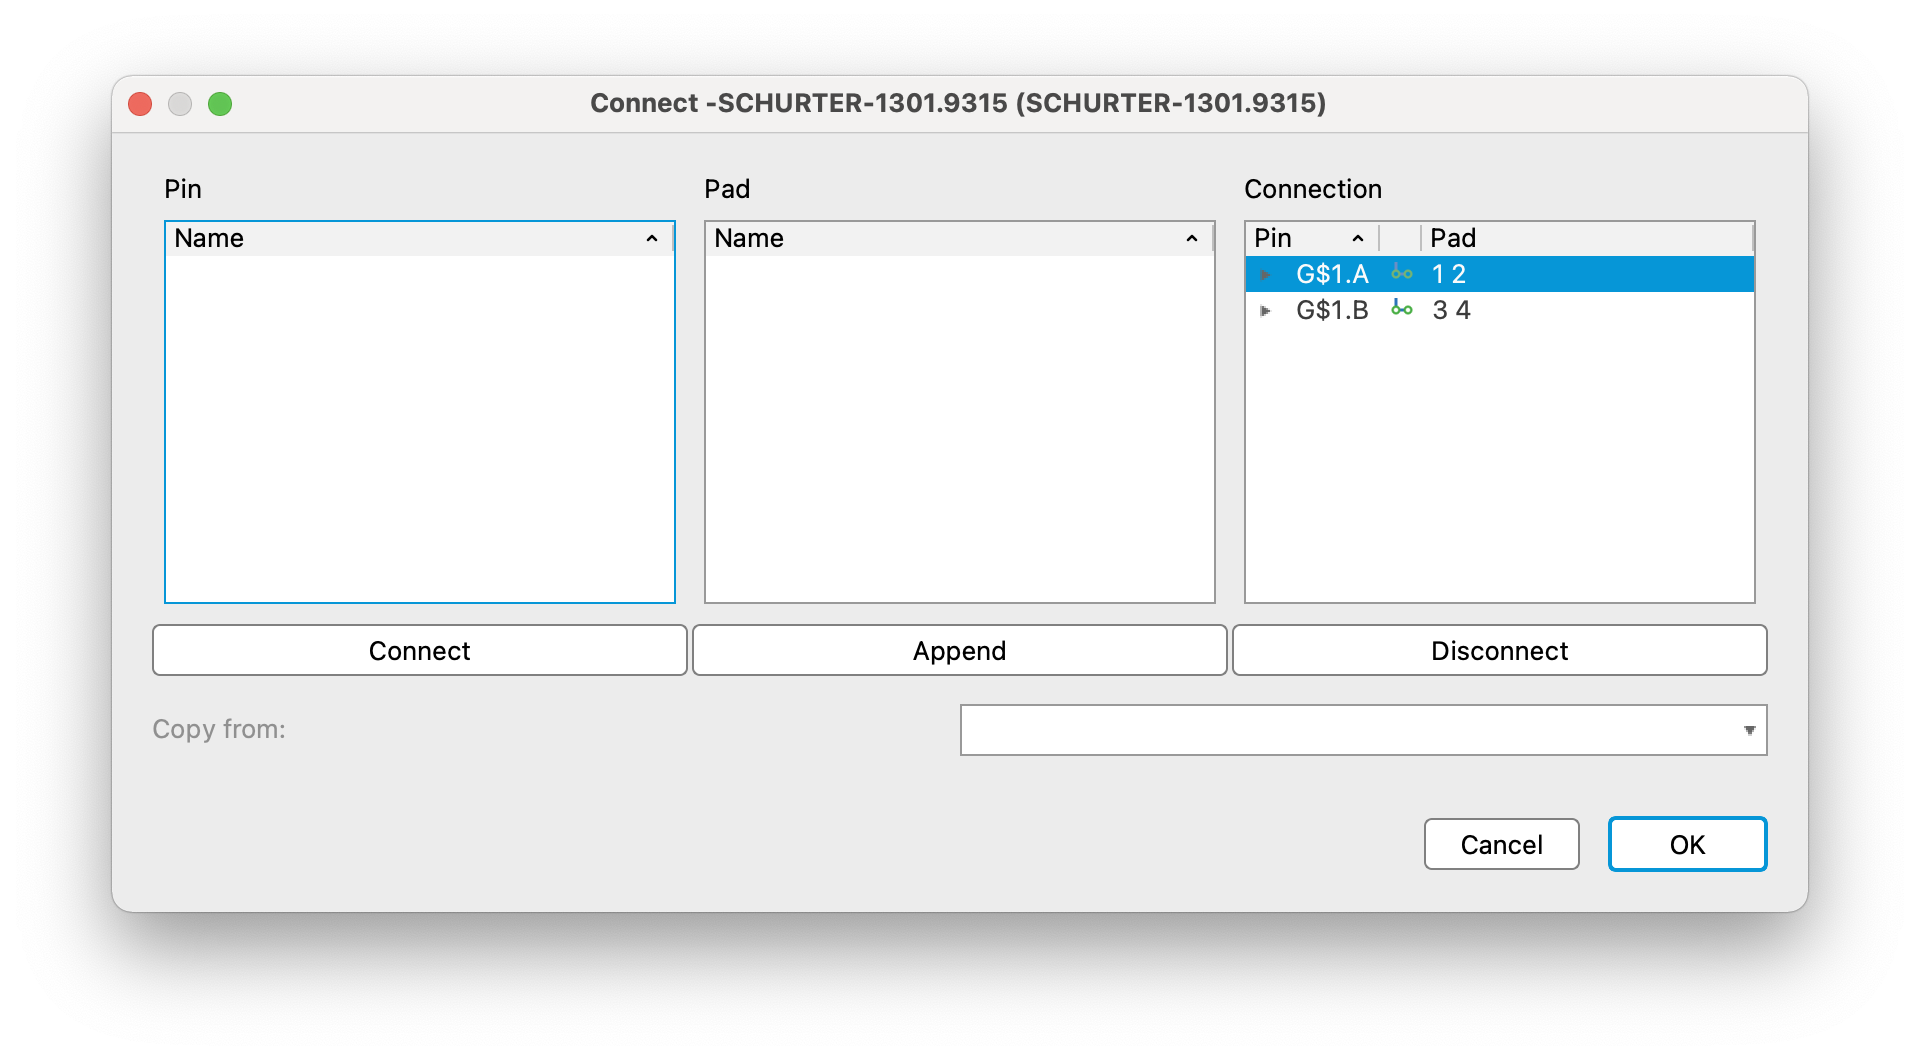 Connect -SCHURTER-1301.9315 (SCHURTER-1301.9315)
Pin
Pad
Connection
Name
Name
Pin Pad
G$1.A 1 2
G$1.B 3 4
Connect
Append
Disconnect
Copy from:
Cancel
OK